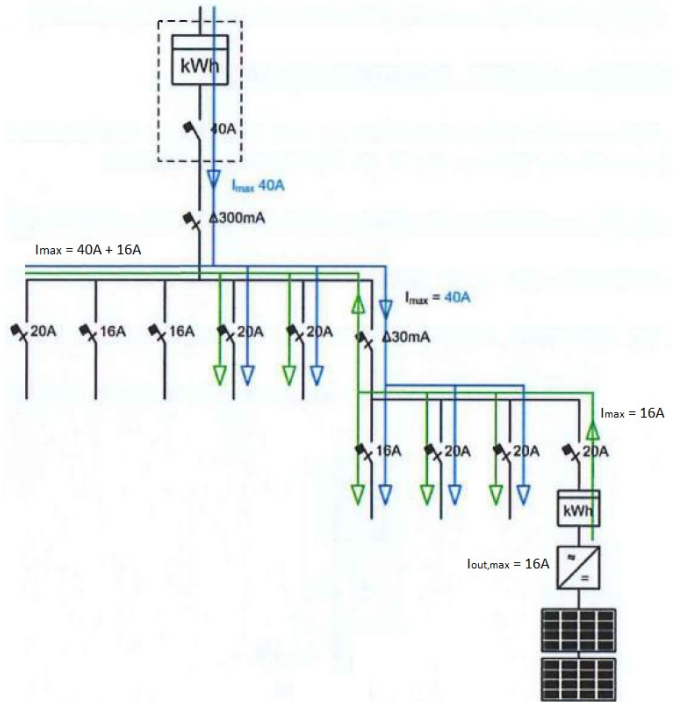 kWh
40A
Imax 40A
Δ300mA
Imax = 40A + 16A
Imax = 40A
20A
16A
16A
20A
20A
Δ30mA
Imax = 16A
16A
20A
20A
20A
kWh
Iout,max = 16A
≈
=